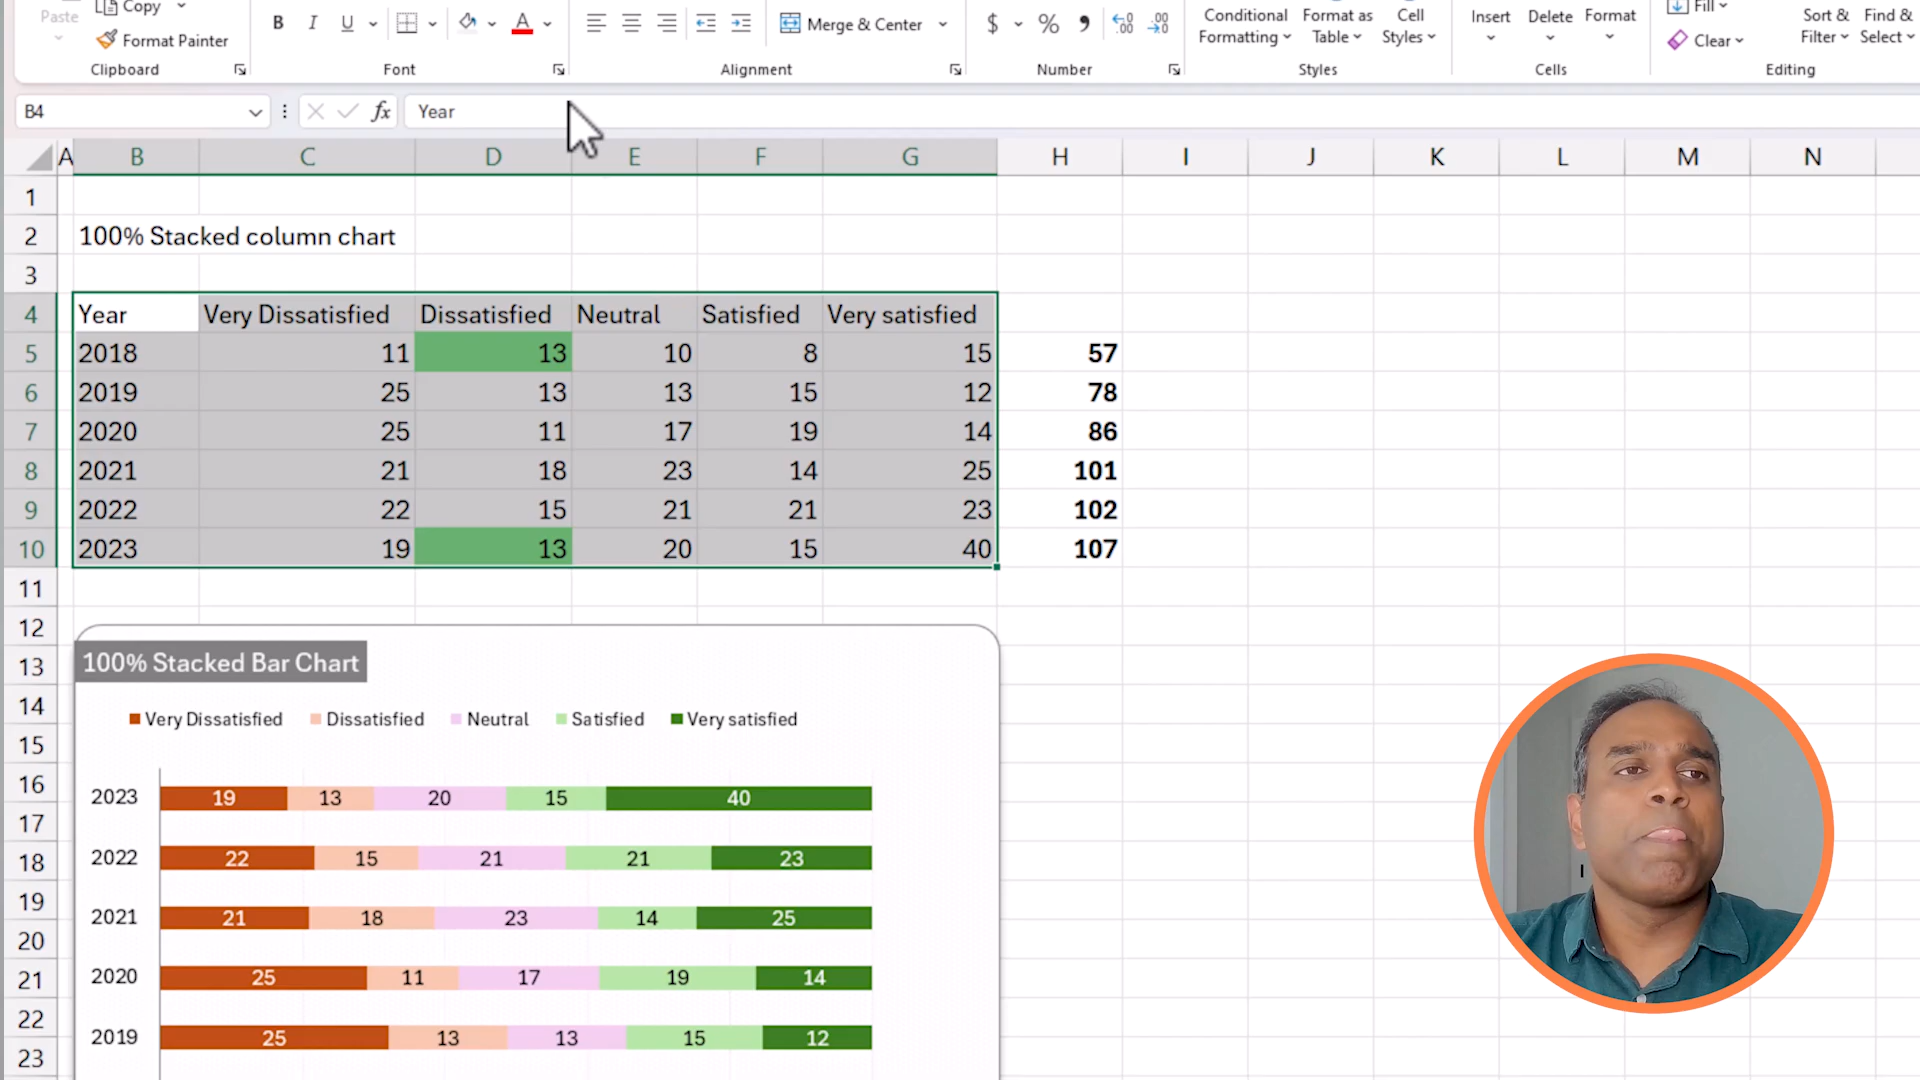 Paste
Copy
Format Painter
Clipboard
B I U A
Font
Merge & Center
Alignment
$ % ,
Number
Conditional Formatting
Format as Table
Cell Styles
Styles
Insert Delete Format
Cells
Fill
Clear
Sort & Filter
Find & Select
Editing
B4 fx Year
A B C D E F G H I J K L M N
1
2 100% Stacked column chart
3
4 Year Very Dissatisfied Dissatisfied Neutral Satisfied Very satisfied
5 2018 11 13 10 8 15 57
6 2019 25 13 13 15 12 78
7 2020 25 11 17 19 14 86
8 2021 21 18 23 14 25 101
9 2022 22 15 21 21 23 102
10 2023 19 13 20 15 40 107
11
12
13 100% Stacked Bar Chart
14 Very Dissatisfied Dissatisfied Neutral Satisfied Very satisfied
15
16 2023 19 13 20 15 40
17
18 2022 22 15 21 21 23
19
20 2021 21 18 23 14 25
21 2020 25 11 17 19 14
22
23 2019 25 13 13 15 12